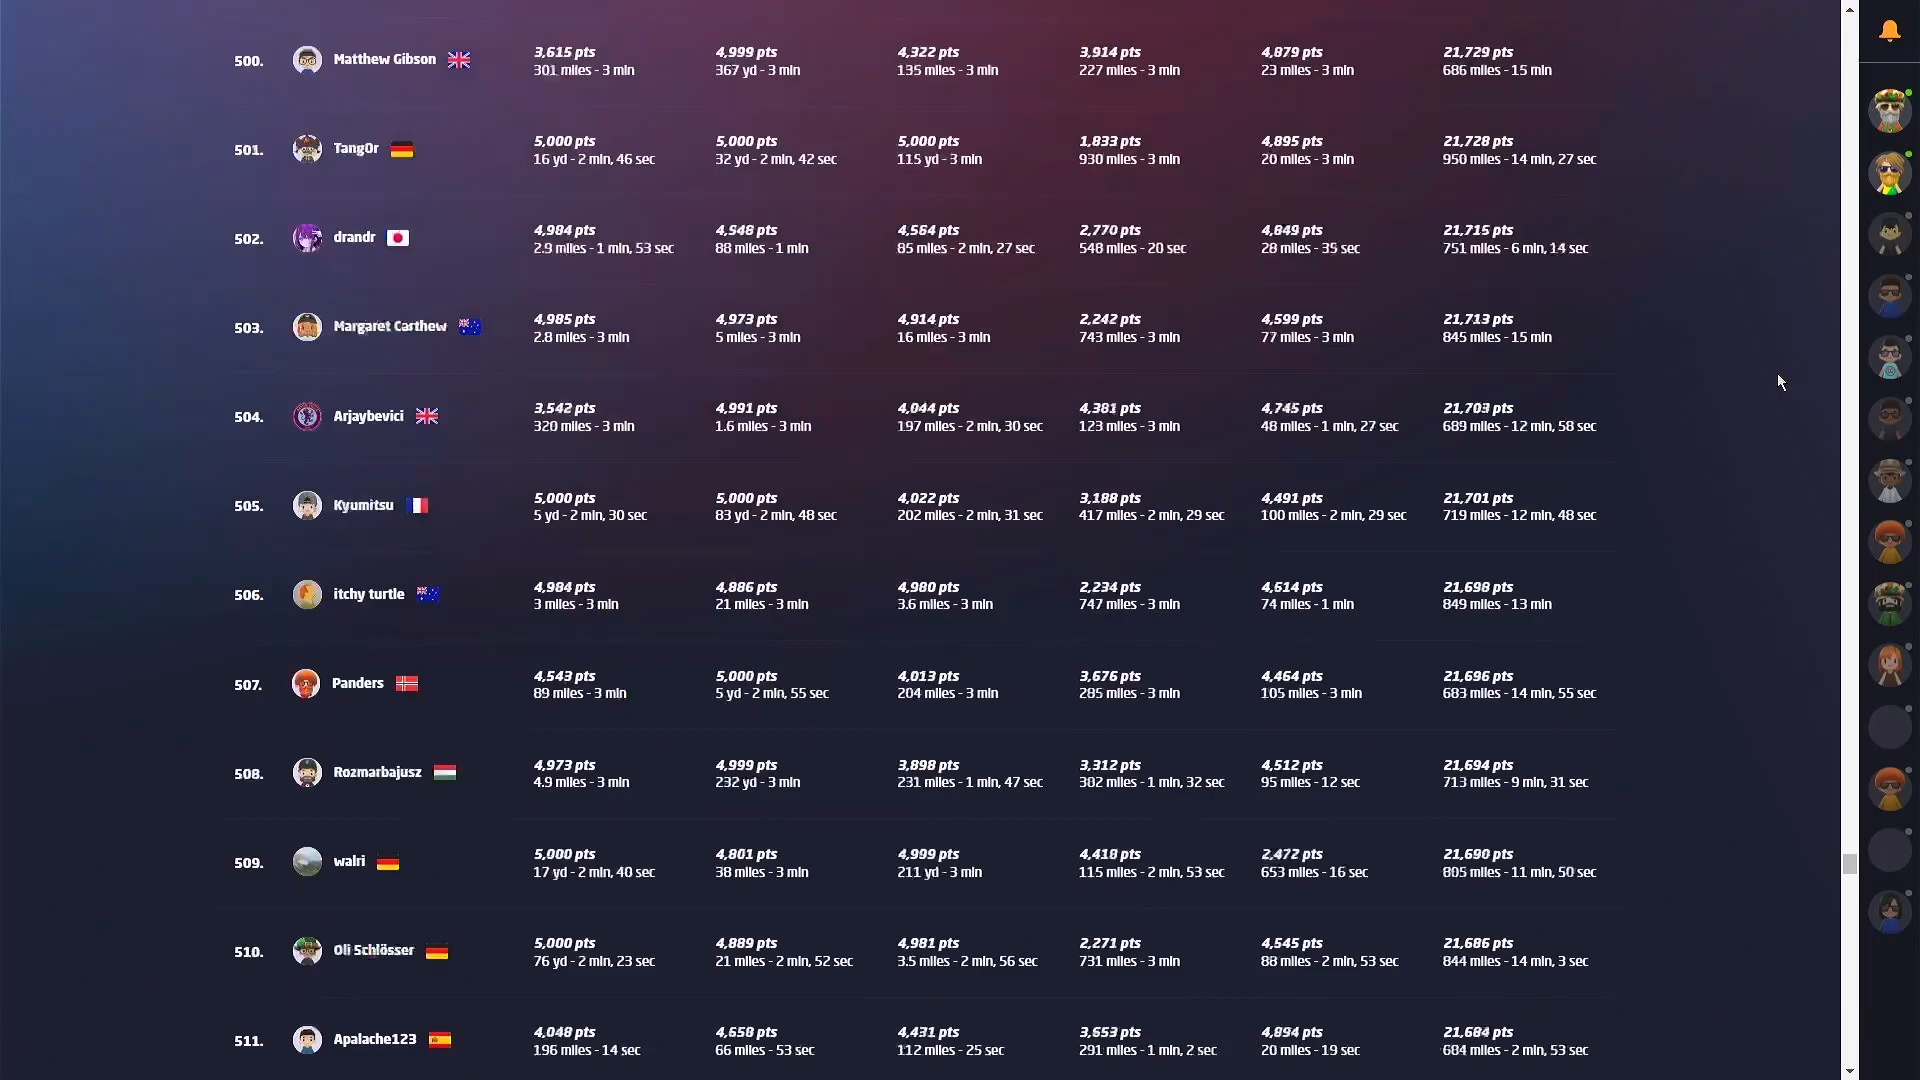 500. Matthew Gibson 3,615 pts 4,999 pts 4,322 pts 3,914 pts 4,879 pts 21,729 pts
301 miles - 3 min 367 yd - 3 min 135 miles - 3 min 227 miles - 3 min 23 miles - 3 min 686 miles - 15 min
501. Tang0r 5,000 pts 5,000 pts 5,000 pts 1,833 pts 4,895 pts 21,728 pts
16 yd - 2 min, 46 sec 32 yd - 2 min, 42 sec 115 yd - 3 min 930 miles - 3 min 20 miles - 3 min 950 miles - 14 min, 27 sec
502. drandr 4,984 pts 4,548 pts 4,564 pts 2,770 pts 4,849 pts 21,715 pts
2.9 miles - 1 min, 53 sec 88 miles - 1 min 85 miles - 2 min, 27 sec 548 miles - 20 sec 28 miles - 35 sec 751 miles - 6 min, 14 sec
503. Margaret Carthew 4,985 pts 4,973 pts 4,914 pts 2,242 pts 4,599 pts 21,713 pts
2.8 miles - 3 min 5 miles - 3 min 16 miles - 3 min 743 miles - 3 min 77 miles - 3 min 845 miles - 15 min
504. Arjaybevici 3,542 pts 4,991 pts 4,044 pts 4,381 pts 4,745 pts 21,703 pts
320 miles - 3 min 1.6 miles - 3 min 197 miles - 2 min, 30 sec 123 miles - 3 min 48 miles - 1 min, 27 sec 689 miles - 12 min, 58 sec
505. Kyumitsu 5,000 pts 5,000 pts 4,022 pts 3,188 pts 4,491 pts 21,701 pts
5 yd - 2 min, 30 sec 83 yd - 2 min, 48 sec 202 miles - 2 min, 31 sec 417 miles - 2 min, 29 sec 100 miles - 2 min, 29 sec 719 miles - 12 min, 48 sec
506. itchy turtle 4,984 pts 4,886 pts 4,980 pts 2,234 pts 4,614 pts 21,698 pts
3 miles - 3 min 21 miles - 3 min 3.6 miles - 3 min 747 miles - 3 min 74 miles - 1 min 849 miles - 13 min
507. Panders 4,543 pts 5,000 pts 4,013 pts 3,676 pts 4,464 pts 21,696 pts
89 miles - 3 min 5 yd - 2 min, 55 sec 204 miles - 3 min 285 miles - 3 min 105 miles - 3 min 683 miles - 14 min, 55 sec
508. Rozmarbajusz 4,973 pts 4,999 pts 3,898 pts 3,312 pts 4,512 pts 21,694 pts
4.9 miles - 3 min 232 yd - 3 min 231 miles - 1 min, 47 sec 382 miles - 1 min, 32 sec 95 miles - 12 sec 713 miles - 9 min, 31 sec
509. walri 5,000 pts 4,801 pts 4,999 pts 4,418 pts 2,472 pts 21,690 pts
17 yd - 2 min, 40 sec 38 miles - 3 min 211 yd - 3 min 115 miles - 2 min, 53 sec 653 miles - 16 sec 805 miles - 11 min, 50 sec
510. Oli Schlösser 5,000 pts 4,889 pts 4,981 pts 2,271 pts 4,545 pts 21,686 pts
76 yd - 2 min, 23 sec 21 miles - 2 min, 52 sec 3.5 miles - 2 min, 56 sec 731 miles - 3 min 88 miles - 2 min, 53 sec 844 miles - 14 min, 3 sec
511. Apalache123 4,048 pts 4,658 pts 4,431 pts 3,653 pts 4,894 pts 21,684 pts
196 miles - 14 sec 66 miles - 53 sec 112 miles - 25 sec 291 miles - 1 min, 2 sec 20 miles - 19 sec 684 miles - 2 min, 53 sec